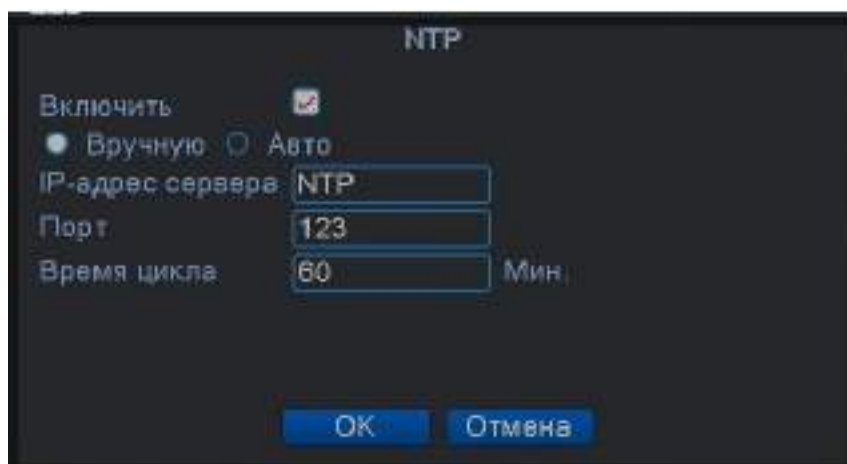 NTP
Включить
Вручную Авто
IP-адрес сервера NTP
Порт 123
Время цикла 60 Мин.
OK Отмена